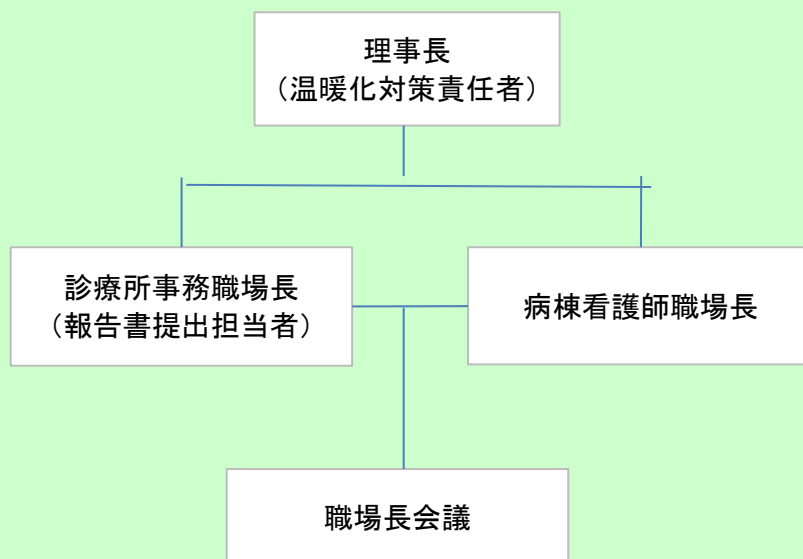 理事長
（温暖化対策責任者）
診療所事務職場長
（報告書提出担当者）
病棟看護師職場長
職場長会議